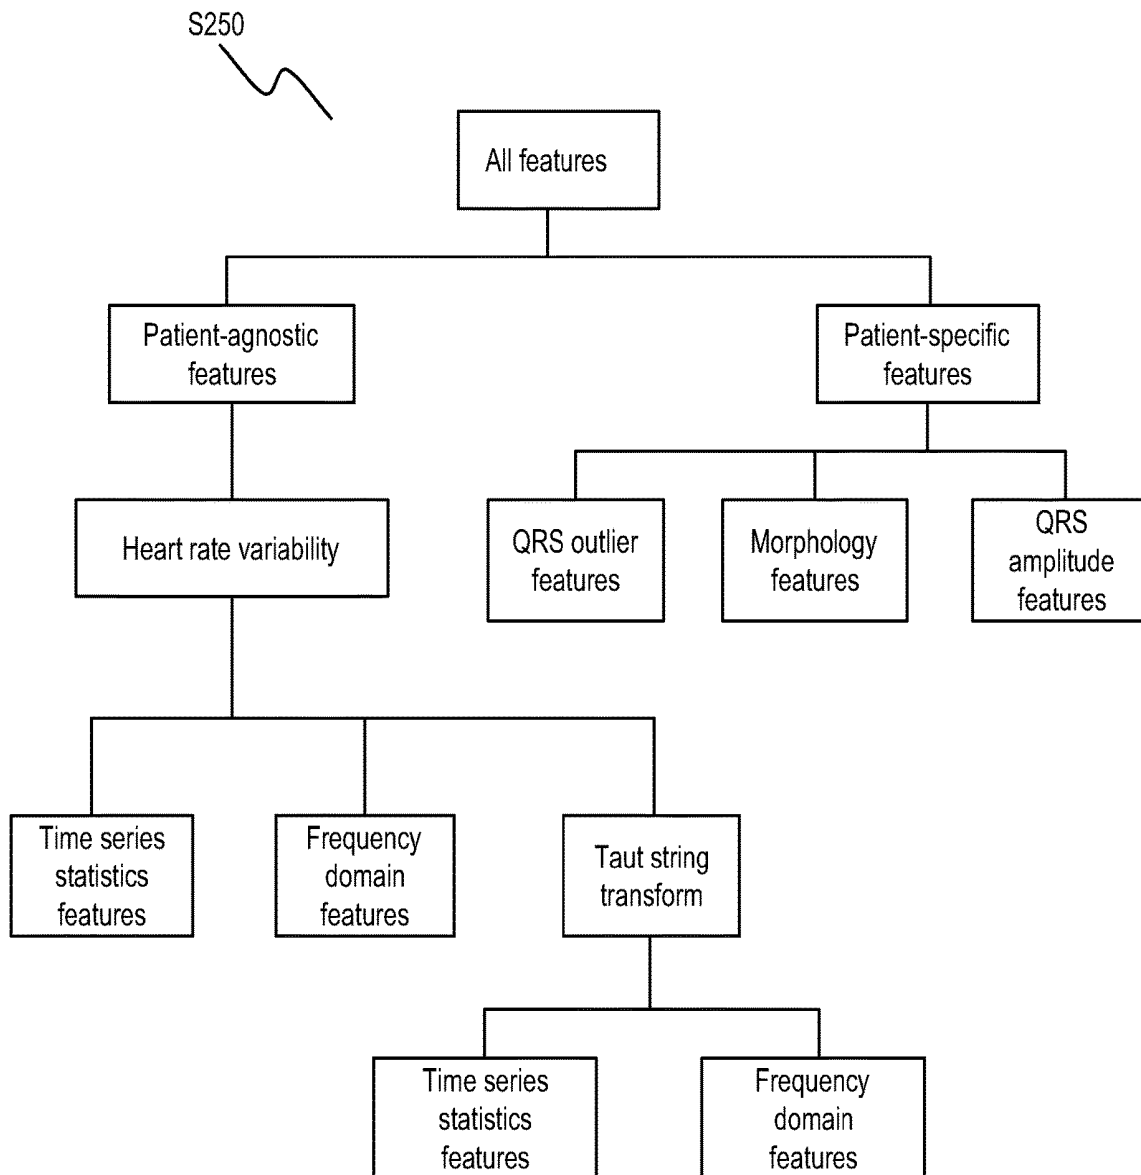 S250
All features
Patient-agnostic
features
Patient-specific
features
Heart rate variability
QRS outlier
features
Morphology
features
QRS
amplitude
features
Time series
statistics
features
Frequency
domain
features
Taut string
transform
Time series
statistics
features
Frequency
domain
features